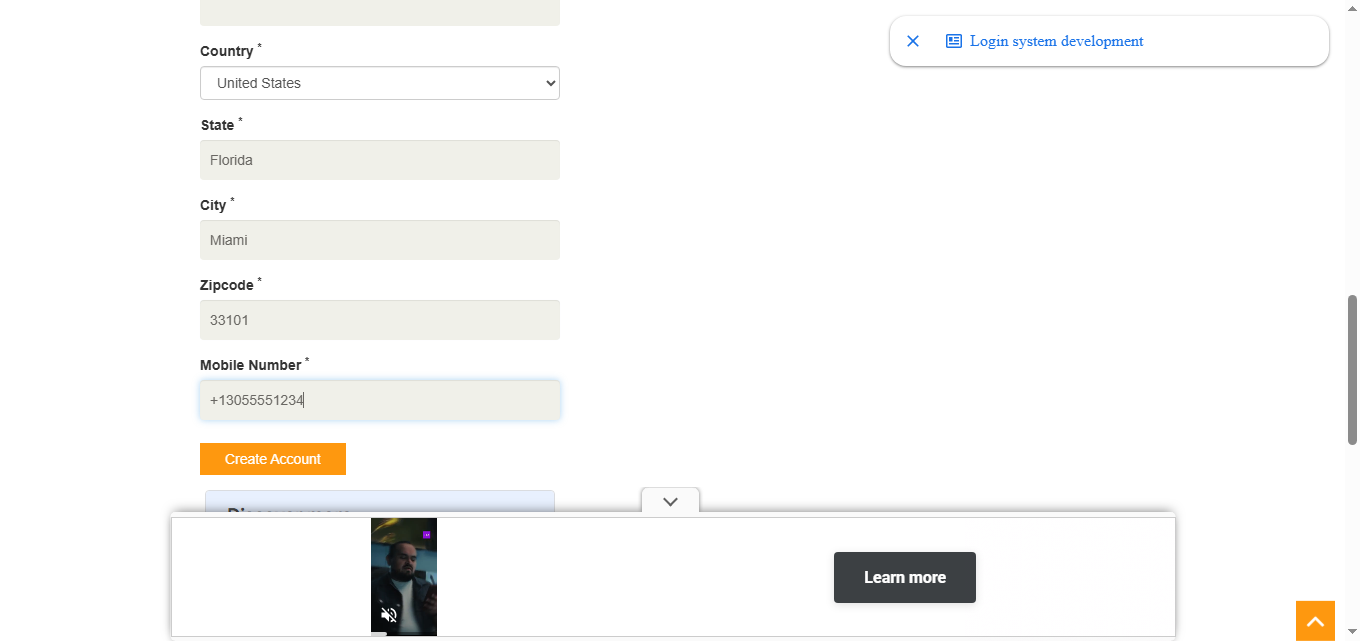 Country *
United States
State *
Florida
City *
Miami
Zipcode *
33101
Mobile Number *
+13055551234
Create Account
Login system development
Learn more